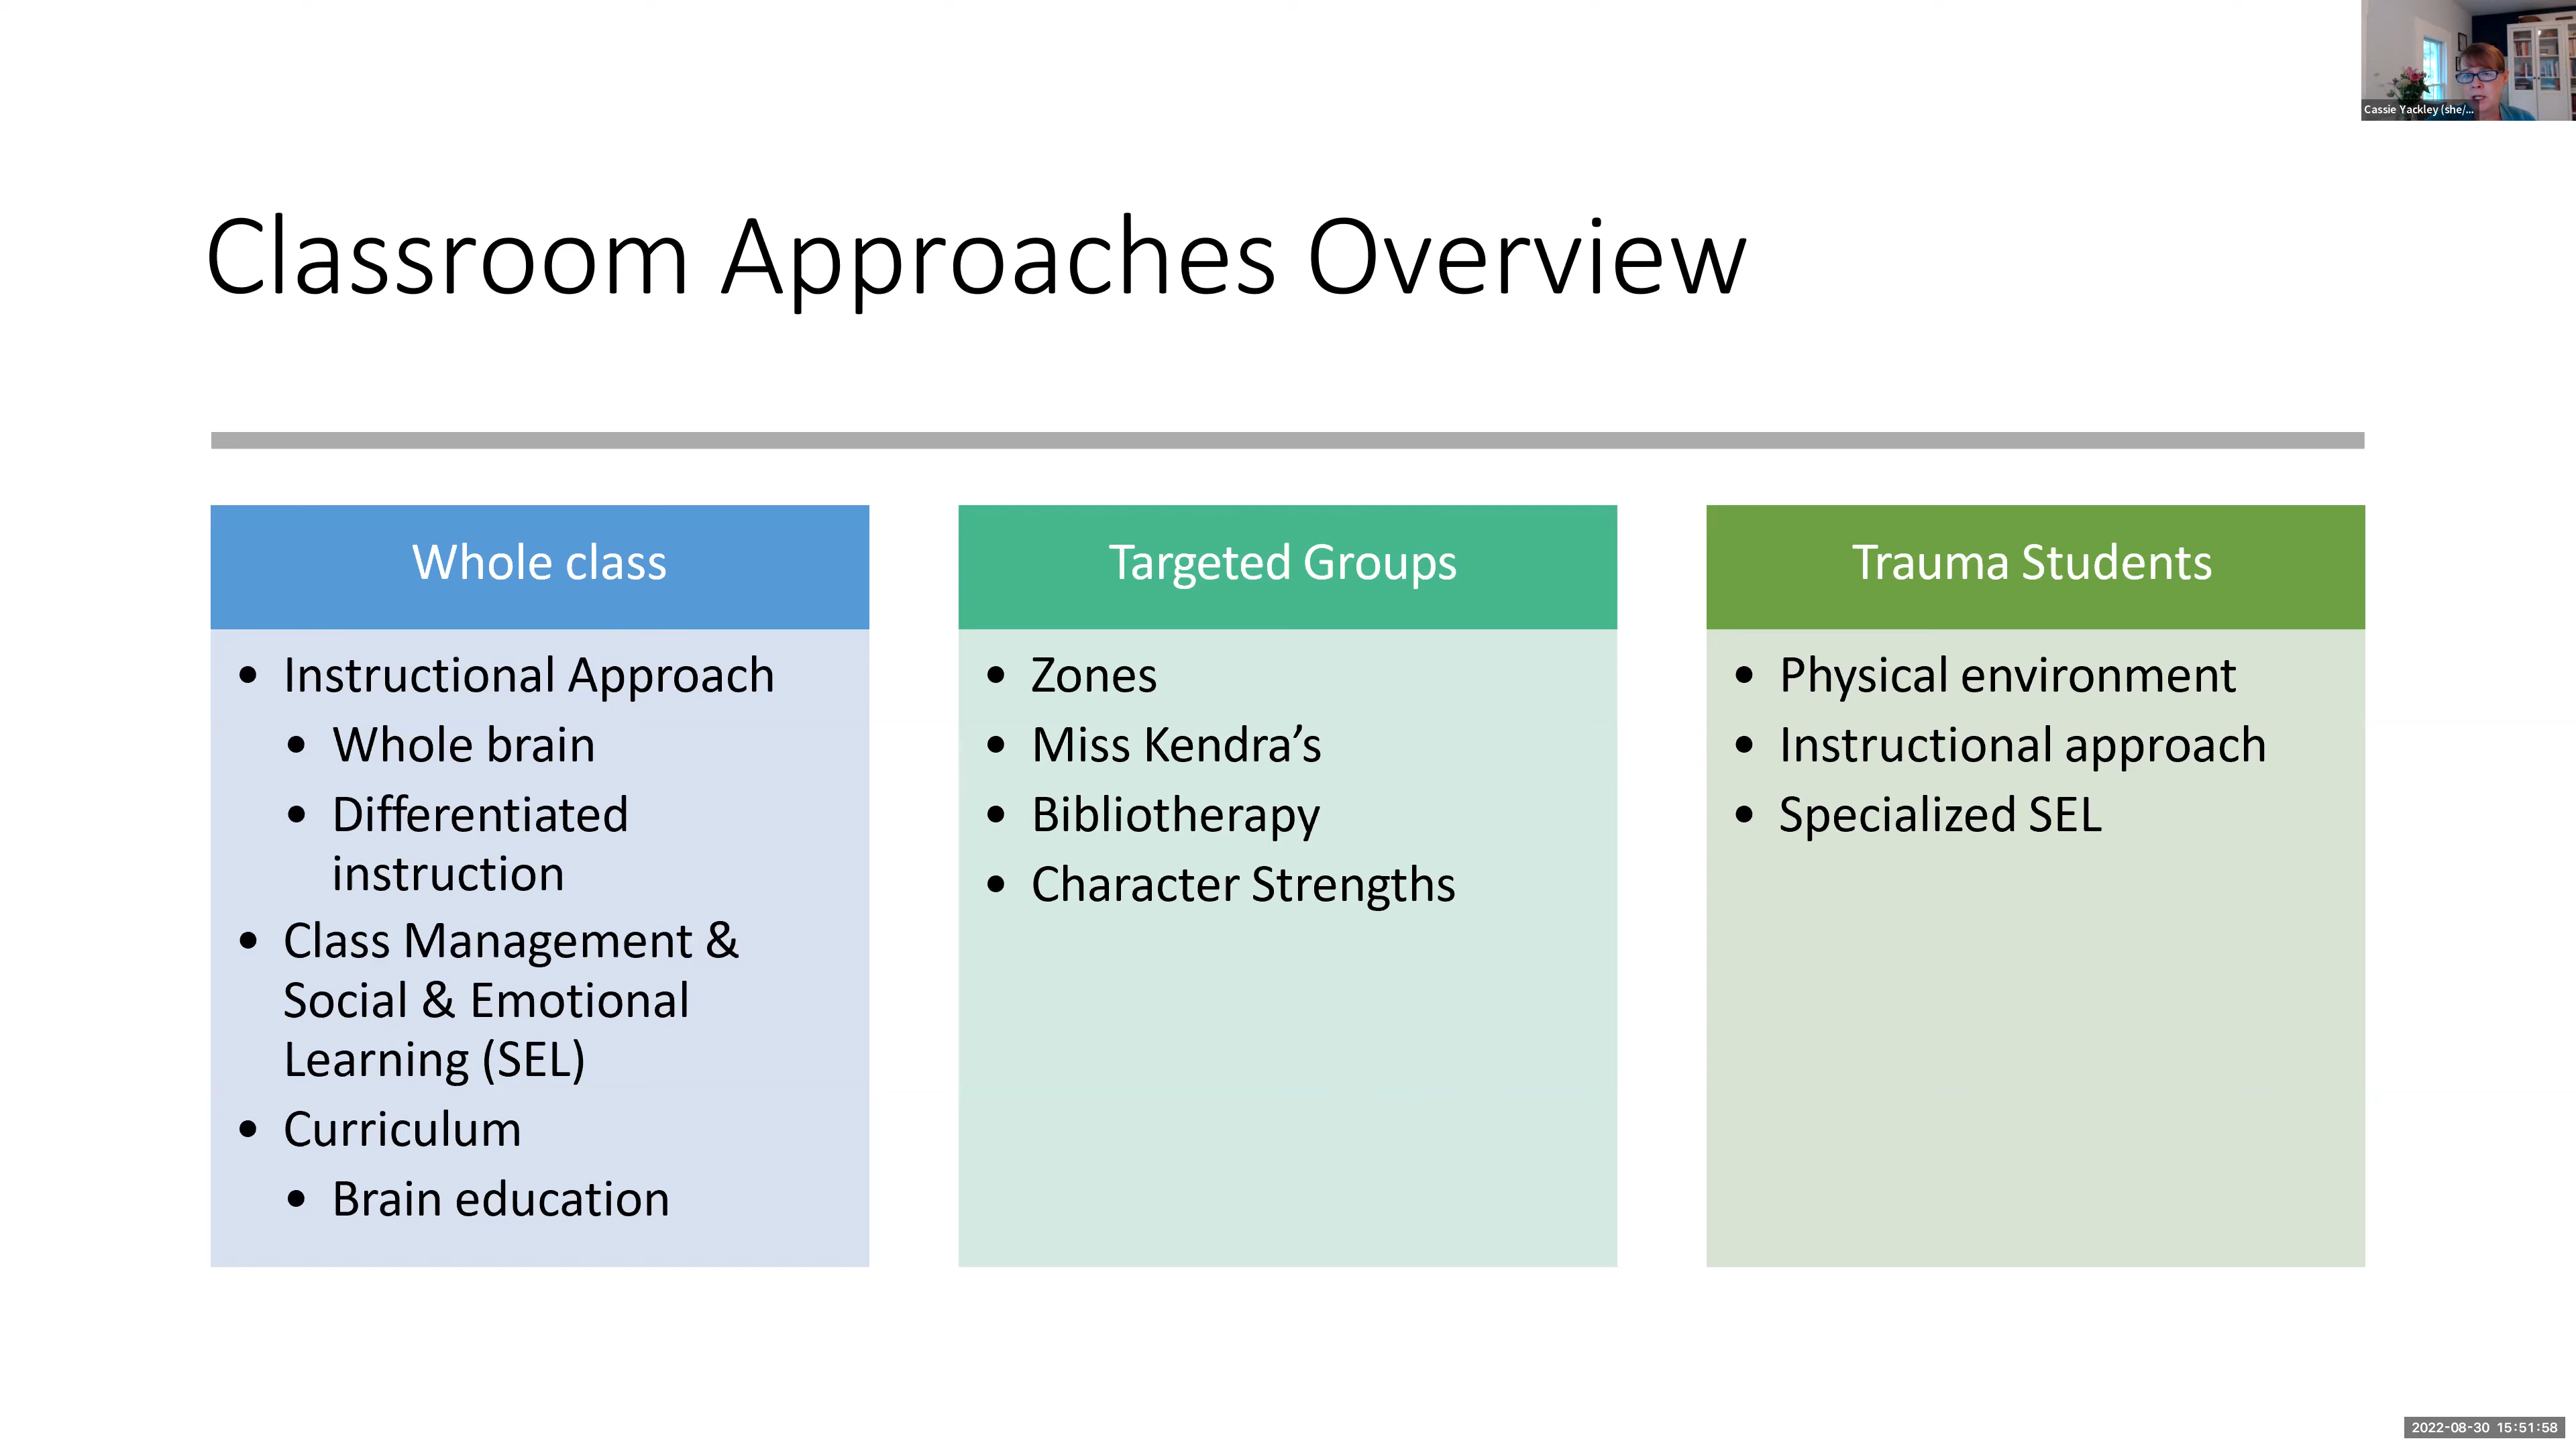 Cassie Yackley (she/...
Classroom Approaches Overview
Whole class
• Instructional Approach
• Whole brain
• Differentiated
instruction
• Class Management &
Social & Emotional
Learning (SEL)
• Curriculum
• Brain education
Targeted Groups
• Zones
• Miss Kendra’s
• Bibliotherapy
• Character Strengths
Trauma Students
• Physical environment
• Instructional approach
• Specialized SEL
2022-08-30 15:51:58